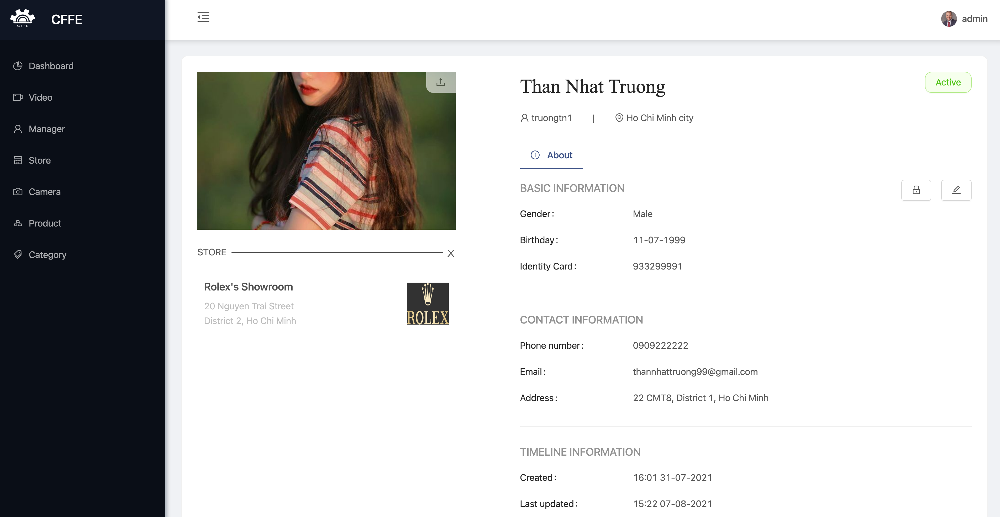 CFFE
CFFE
admin
Dashboard
Video
Manager
Store
Camera
Product
Category
STORE
X
Rolex's Showroom
20 Nguyen Trai Street
District 2, Ho Chi Minh
ROLEX
Than Nhat Truong
Active
truongtn1 | Ho Chi Minh city
About
BASIC INFORMATION
Gender: Male
Birthday: 11-07-1999
Identity Card: 933299991
CONTACT INFORMATION
Phone number: 0909222222
Email: thannhattruong99@gmail.com
Address: 22 CMT8, District 1, Ho Chi Minh
TIMELINE INFORMATION
Created: 16:01 31-07-2021
Last updated: 15:22 07-08-2021